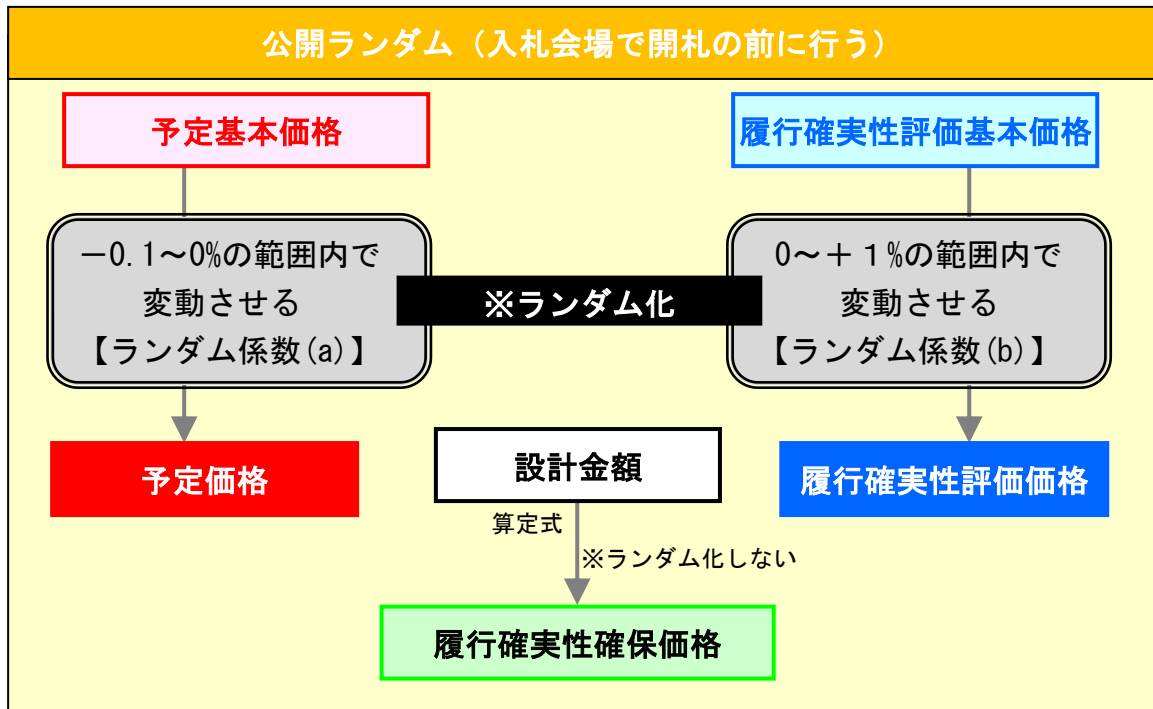 公開ランダム（入札会場で開札の前に行う）
予定基本価格
履行確実性評価基本価格
－0.1～0%の範囲内で
変動させる
【ランダム係数(a)】
※ランダム化
0～＋１%の範囲内で
変動させる
【ランダム係数(b)】
予定価格
設計金額
履行確実性評価価格
算定式
※ランダム化しない
履行確実性確保価格